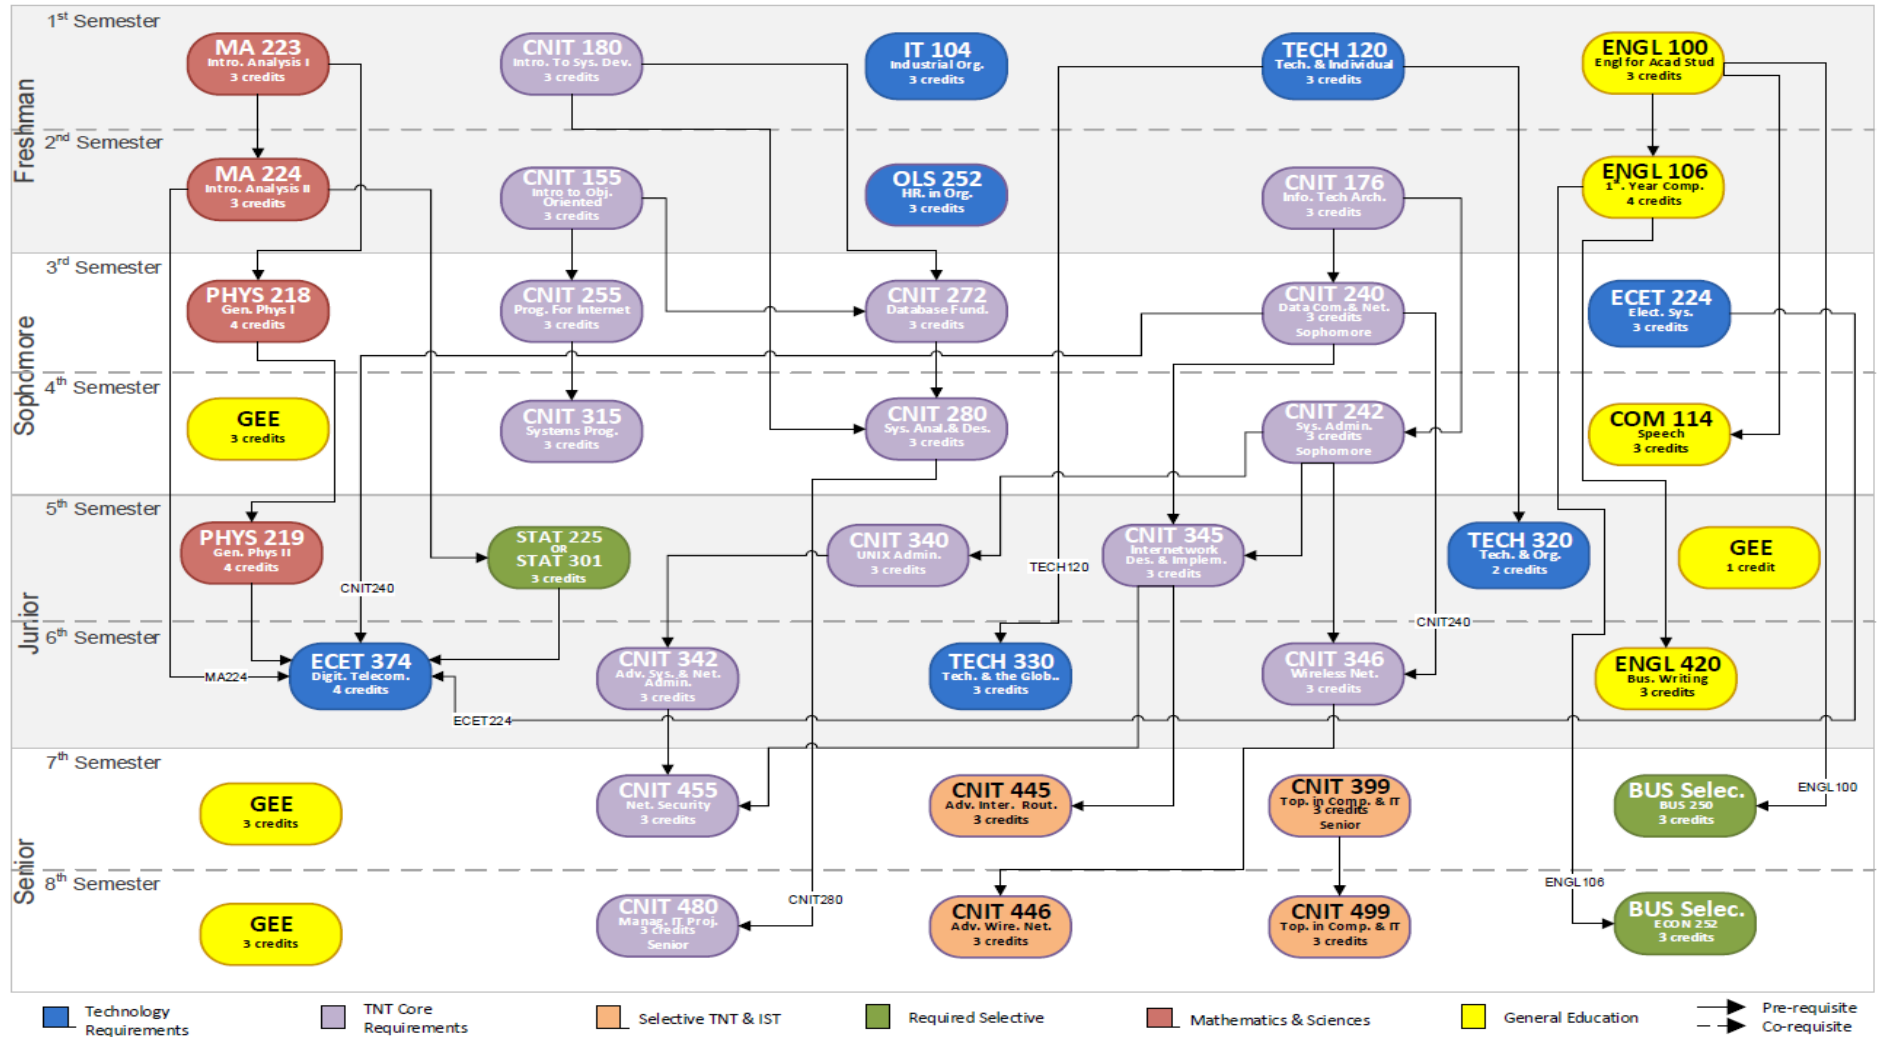 1st Semester
MA 223
Intro. Analysis I
3 credits
CNIT 180
Intro. To Sys. Dev.
3 credits
IT 104
Industrial Org.
3 credits
TECH 120
Tech. & Individual
3 credits
ENGL 100
Engl for Acad Stud
3 credits
Freshman
2nd Semester
MA 224
Intro. Analysis II
3 credits
CNIT 155
Intro to Obj.
Oriented
3 credits
OLS 252
HR. in Org.
3 credits
CNIT 176
Info. Tech Arch.
3 credits
ENGL 106
1st. Year Comp.
4 credits
3rd Semester
PHYS 218
Gen. Phys I
4 credits
CNIT 255
Prog. For Internet
3 credits
CNIT 272
Database Fund.
3 credits
CNIT 240
Data Com.& Net.
3 credits
Sophomore
ECET 224
Elect. Sys.
3 credits
Sophomore
4th Semester
GEE
3 credits
CNIT 315
Systems Prog.
3 credits
CNIT 280
Sys. Anal.& Des.
3 credits
CNIT 242
Sys. Admin.
3 credits
Sophomore
COM 114
Speech
3 credits
5th Semester
PHYS 219
Gen. Phys II
4 credits
STAT 225
OR
STAT 301
3 credits
CNIT 340
UNIX Admin.
3 credits
TECH120
CNIT 345
Internetwork
Des. & Implem.
3 credits
TECH 320
Tech. & Org.
2 credits
GEE
1 credit
CNIT240
Junior
6th Semester
CNIT240
MA224
ECET 374
Digit. Telecom.
4 credits
CNIT 342
Adv. Sys. & Net.
Admin.
3 credits
TECH 330
Tech. & the Glob..
3 credits
CNIT 346
Wireless Net.
3 credits
ENGL 420
Bus. Writing
3 credits
ECET224
7th Semester
GEE
3 credits
CNIT 455
Net. Security
3 credits
CNIT 445
Adv. Inter. Rout.
3 credits
CNIT 399
Top. in Comp. & IT
3 credits
Senior
BUS Selec.
BUS 250
3 credits
ENGL100
Senior
8th Semester
GEE
3 credits
CNIT 480
Manag. IT Proj.
3 credits
Senior
CNIT280
CNIT 446
Adv. Wire. Net.
3 credits
CNIT 499
Top. in Comp. & IT
3 credits
ENGL106
BUS Selec.
ECON 252
3 credits
Technology
Requirements
TNT Core
Requirements
Selective TNT & IST
Required Selective
Mathematics & Sciences
General Education
Pre-requisite
Co-requisite